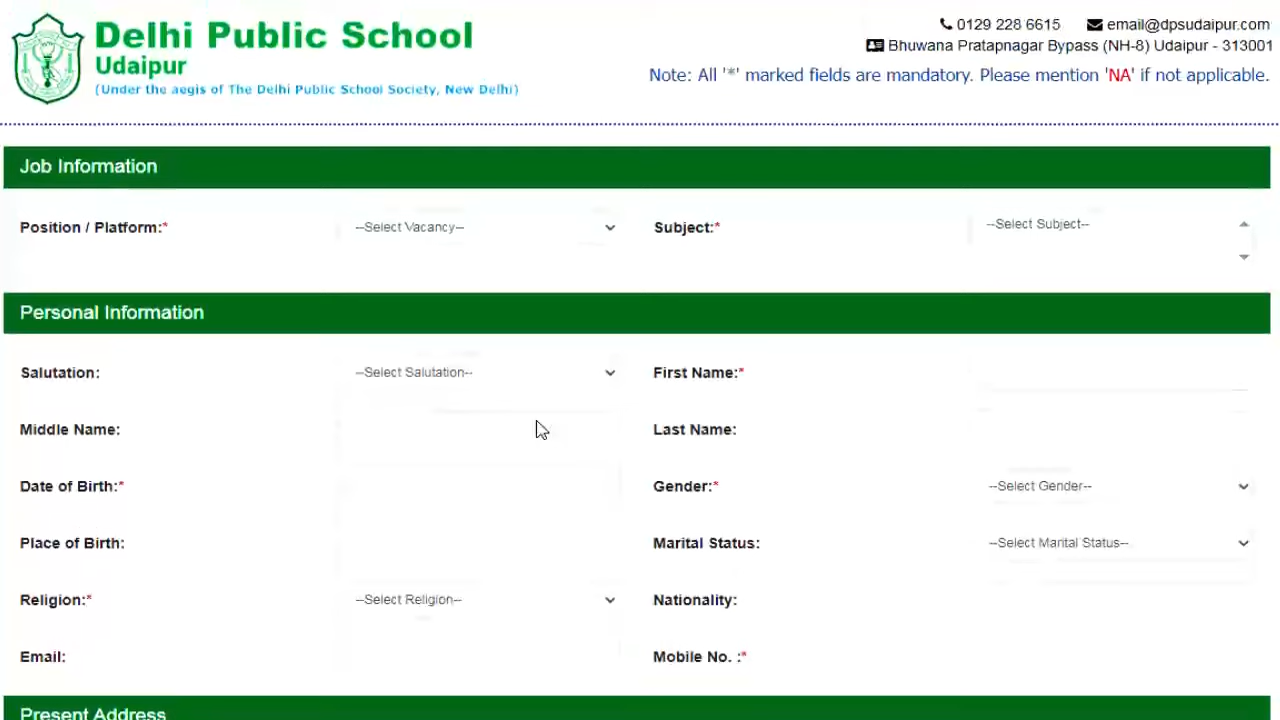 Delhi Public School
Udaipur
(Under the aegis of The Delhi Public School Society, New Delhi)
0129 228 6615 email@dpsudaipur.com
Bhuwana Pratapnagar Bypass (NH-8) Udaipur - 313001
Note: All '*' marked fields are mandatory. Please mention 'NA' if not applicable.
Job Information
Position / Platform:* --Select Vacancy-- Subject:* --Select Subject--
Personal Information
Salutation: --Select Salutation-- First Name:*
Middle Name: Last Name:
Date of Birth:* Gender:* --Select Gender--
Place of Birth: Marital Status: --Select Marital Status--
Religion:* --Select Religion-- Nationality:
Email: Mobile No. :*
Present Address